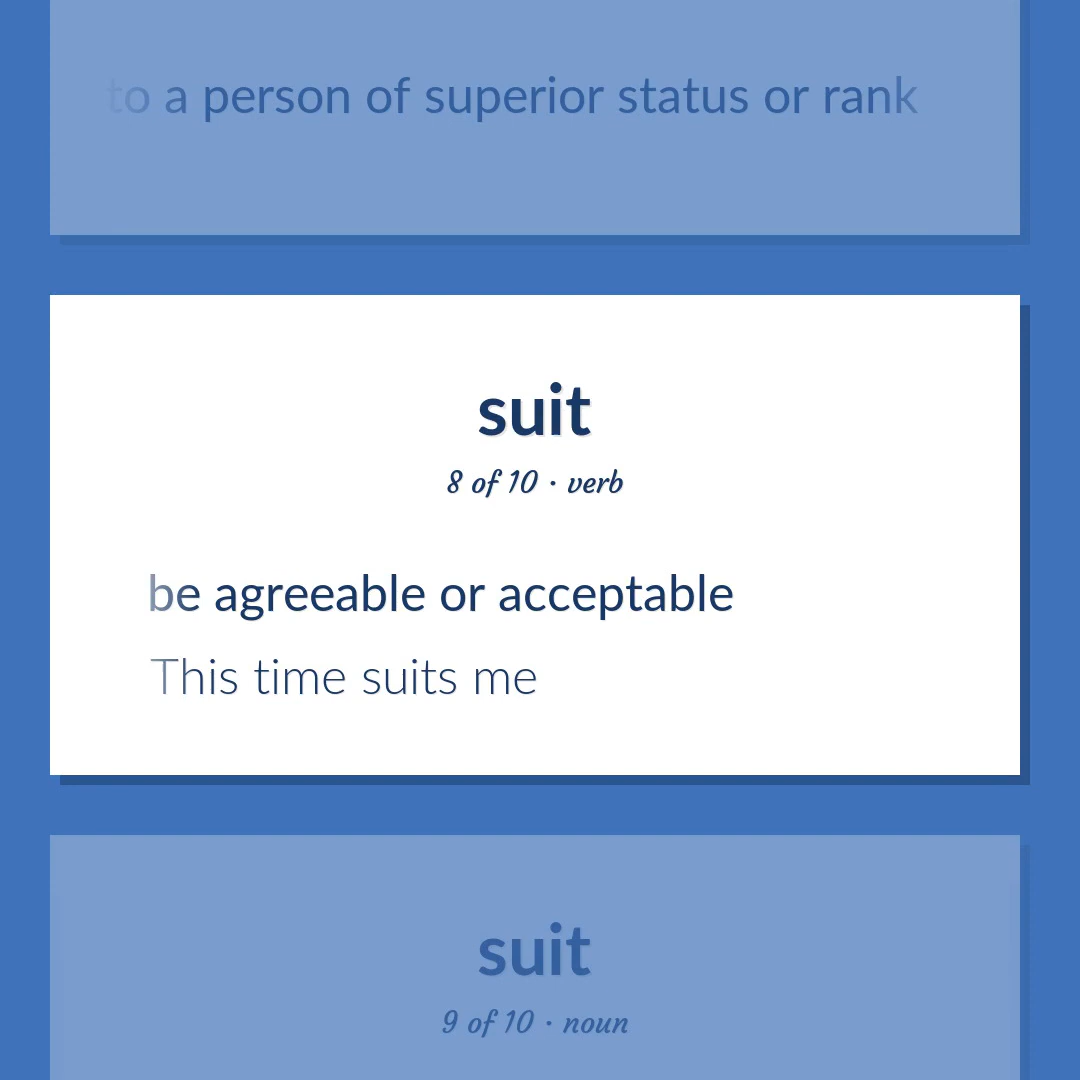 to a person of superior status or rank
suit
8 of 10 · verb
be agreeable or acceptable
This time suits me
suit
9 of 10 · noun